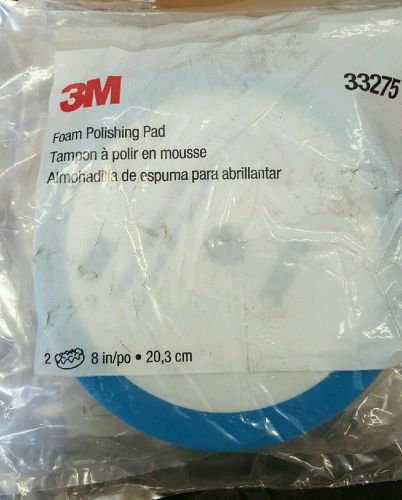 3M
33275
Foam Polishing Pad
Tampon à polir en mousse
Almohadilla de espuma para abrillantar
2 8 in/po • 20,3 cm